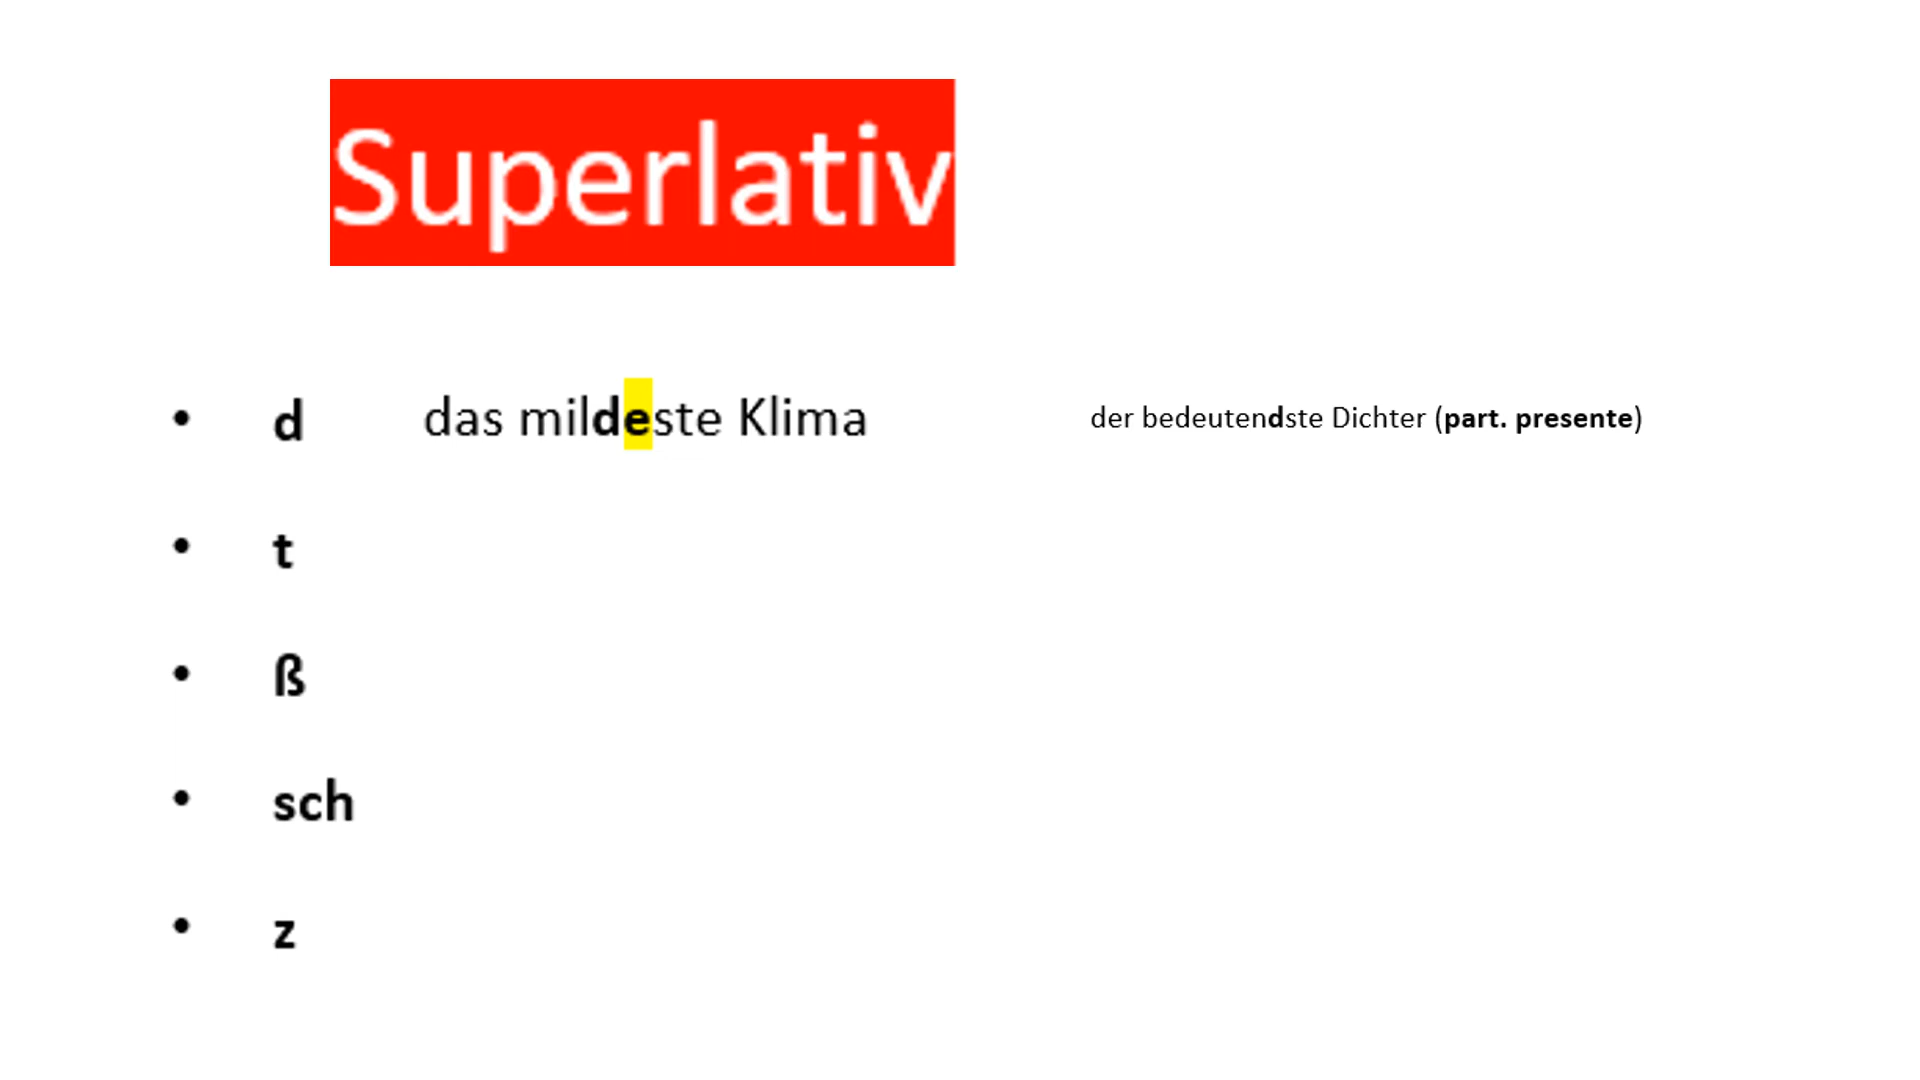 Superlativ
• d das mildeste Klima der bedeutendste Dichter (part. presente)
• t
• ß
• sch
• z